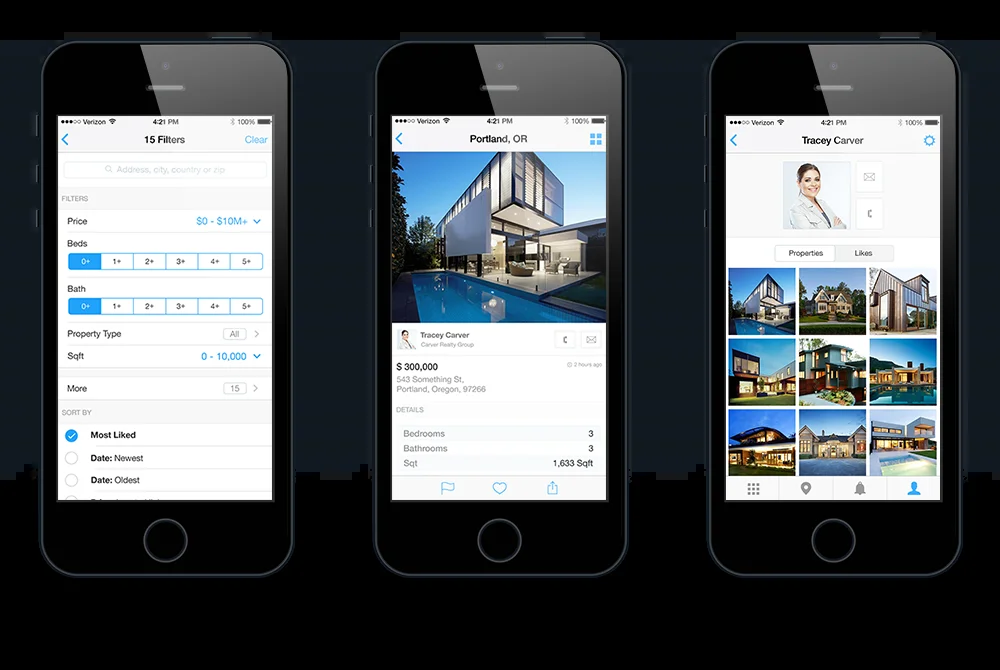 Verizon 4:21 PM 100%
15 Filters Clear
Address, city, country or zip
FILTERS
Price $0 - $10M+
Beds
0+ 1+ 2+ 3+ 4+ 5+
Bath
0+ 1+ 2+ 3+ 4+ 5+
Property Type All
Sqft 0 - 10,000
More 15
SORT BY
Most Liked
Date: Newest
Date: Oldest
Verizon 4:21 PM 100%
Portland, OR
Tracey Carver
Carver Realty Group
$ 300,000 2 hours ago
543 Something St,
Portland, Oregon, 97266
DETAILS
Bedrooms 3
Bathrooms 3
Sqt 1,633 Sqft
Verizon 4:21 PM 100%
Tracey Carver
Properties Likes